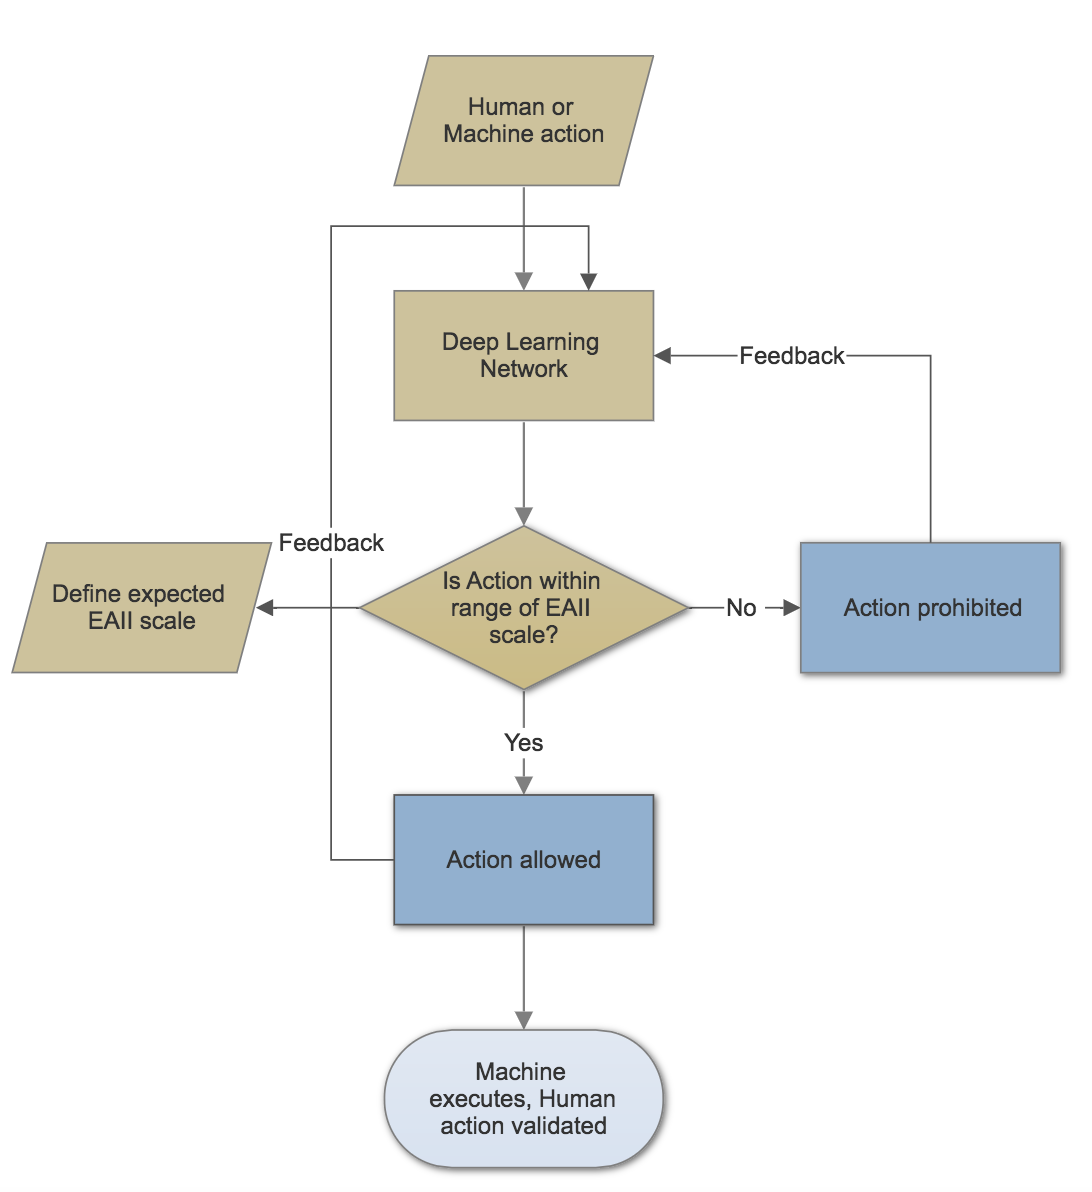 Human or
Machine action
Deep Learning
Network
Feedback
Feedback
Define expected
EAII scale
Is Action within
range of EAII
scale?
No
Action prohibited
Yes
Action allowed
Machine
executes, Human
action validated